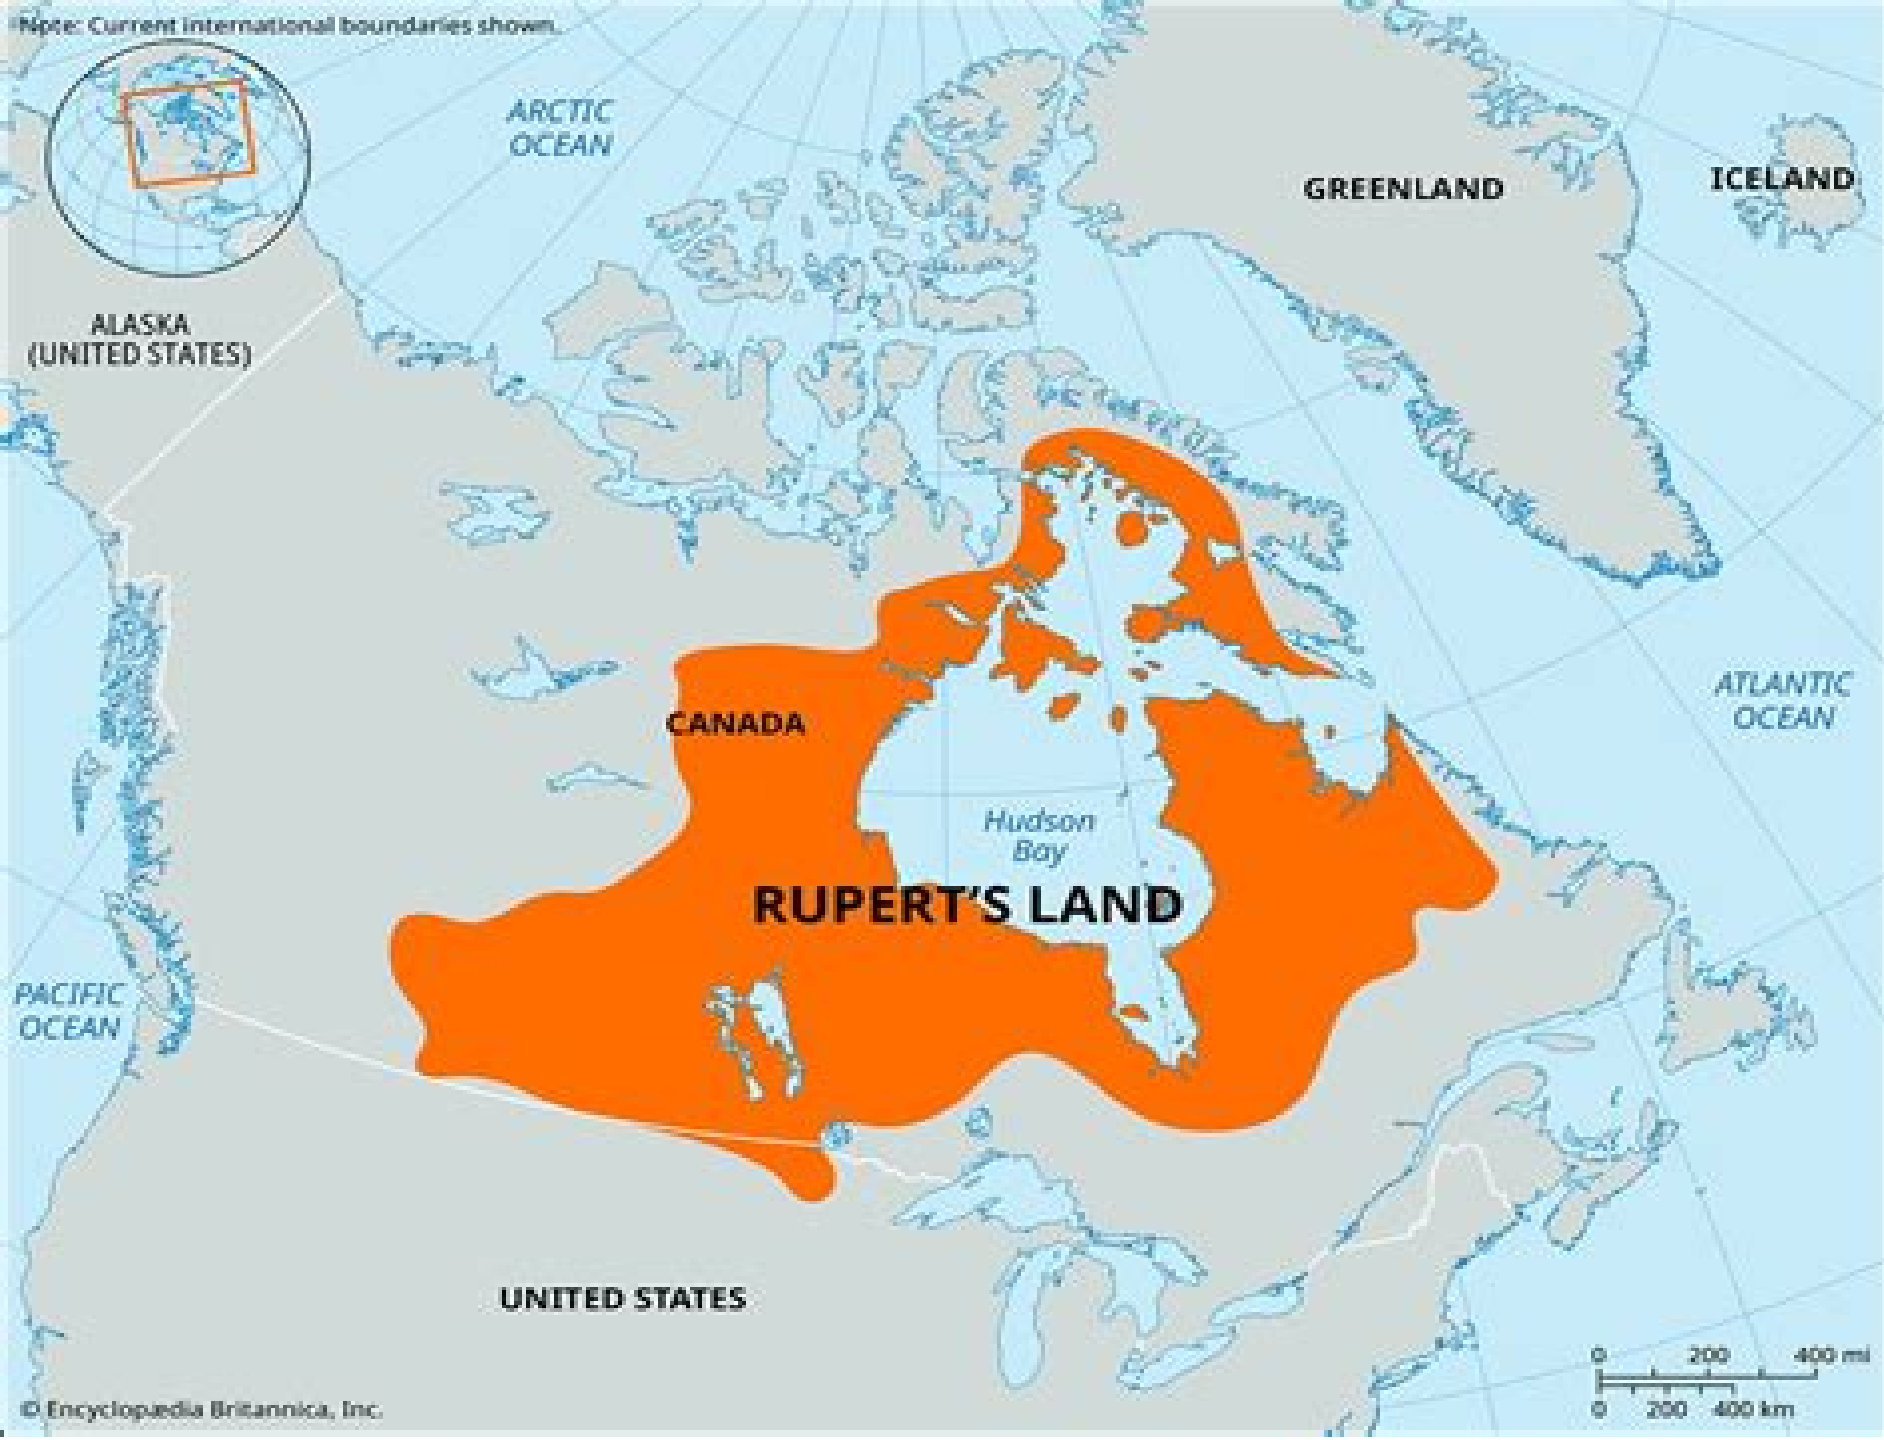 Note: Current international boundaries shown.
ARCTIC
OCEAN
GREENLAND
ICELAND
ALASKA
(UNITED STATES)
CANADA
ATLANTIC
OCEAN
Hudson
Bay
RUPERT'S LAND
PACIFIC
OCEAN
UNITED STATES
0 200 400 mi
0 200 400 km
© Encyclopædia Britannica, Inc.